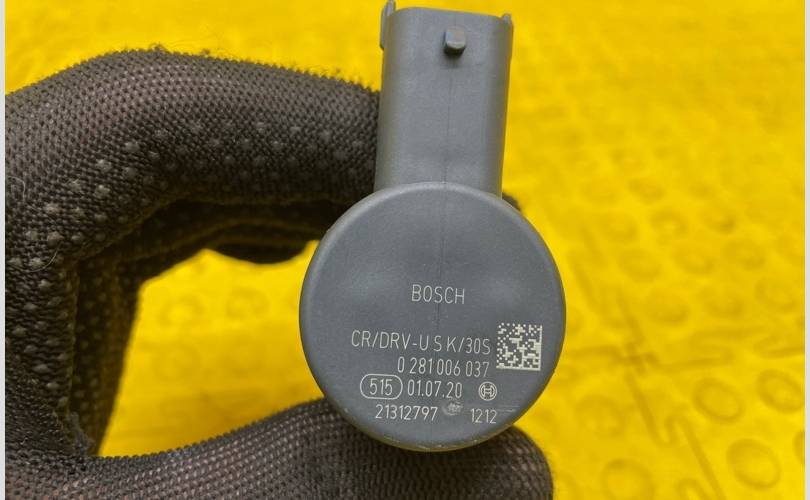 BOSCH
CR/DRV-U S K/30S
0 281 006 037
515 01.07.20
21312797 1212